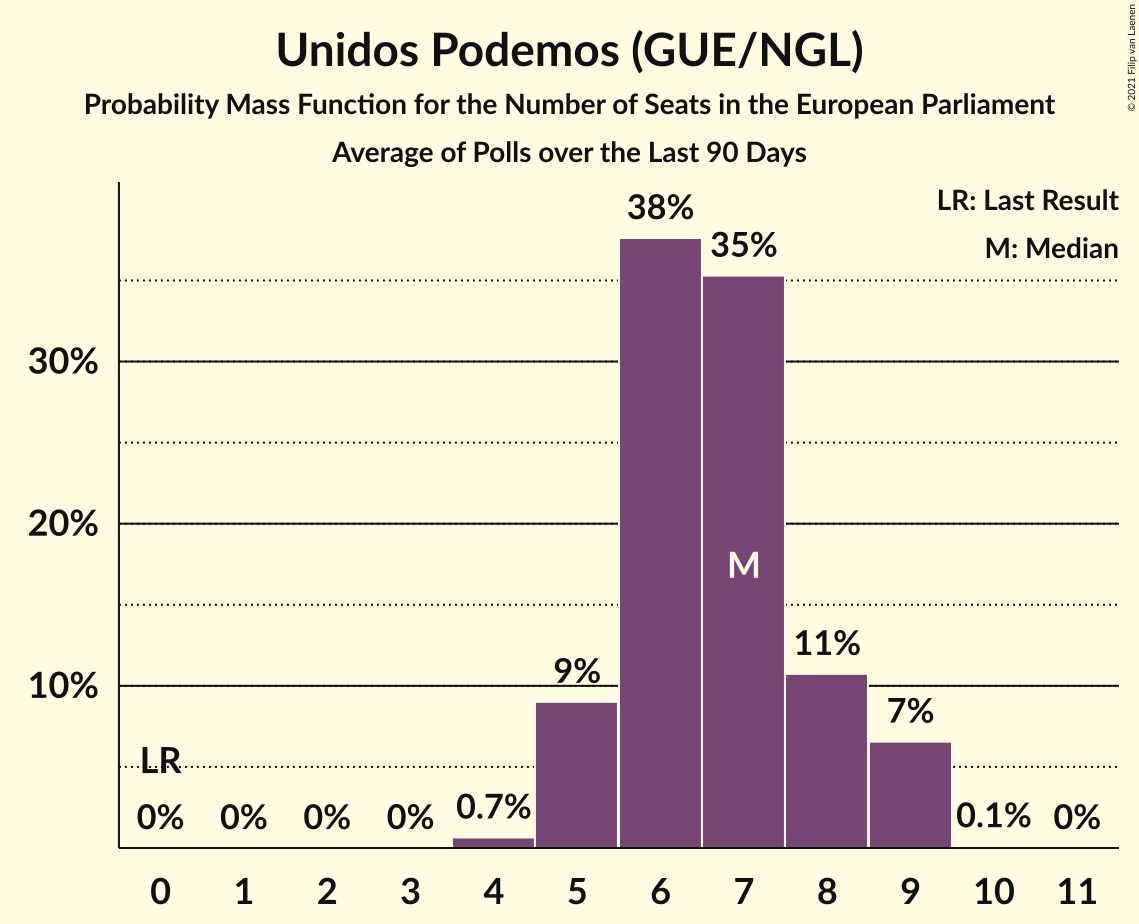 Unidos Podemos (GUE/NGL)
Probability Mass Function for the Number of Seats in the European Parliament
Average of Polls over the Last 90 Days
© 2021 Filip van Laenen
LR: Last Result
M: Median
38%
35%
30%
20%
M
11%
9%
10%
7%
LR
0% 0% 0% 0% 0.7% 0.1% 0%
0 1 2 3 4 5 6 7 8 9 10 11